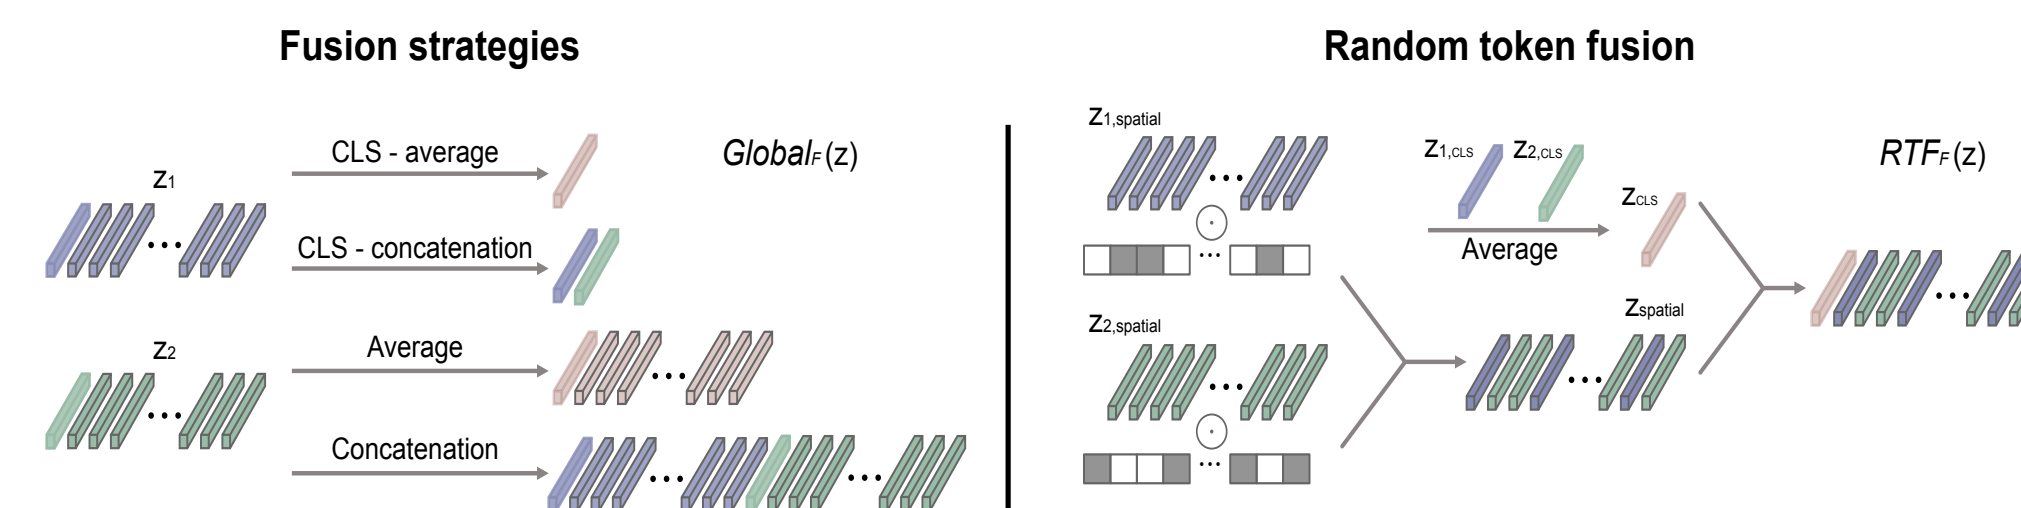 Fusion strategies
z1
z2
CLS - average
CLS - concatenation
Average
Concatenation
GlobalF (z)
Random token fusion
z1,spatial
...
z2,spatial
...
z1,CLS
z2,CLS
Average
zCLS
zspatial
RTFF (z)